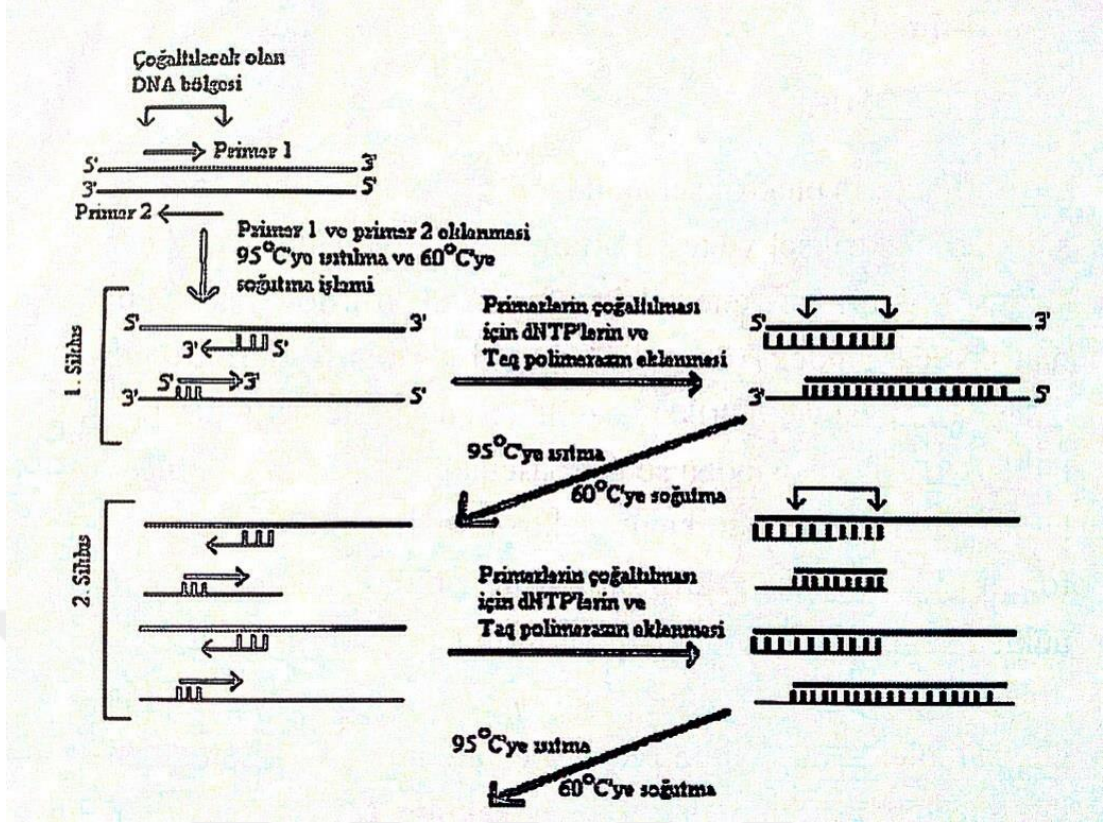 Çoğaltılacak olan
DNA bölgesi
Primer 1
5' 3'
3' 5'
Primer 2
Primer 1 ve primer 2 eklenmesi
95°C'ye ısıtılma ve 60°C'ye
soğutma işlemi
1. Siklus
5' 3'
3' 5'
5' 3'
3' 5'
Primerlerin çoğaltılması
için dNTP'lerin ve
Taq polimerazın eklenmesi
5' 3'
3' 5'
95°C'ye ısıtma
60°C'ye soğutma
2. Siklus
Primerlerin çoğaltılması
için dNTP'lerin ve
Taq polimerazın eklenmesi
95°C'ye ısıtma
60°C'ye soğutma